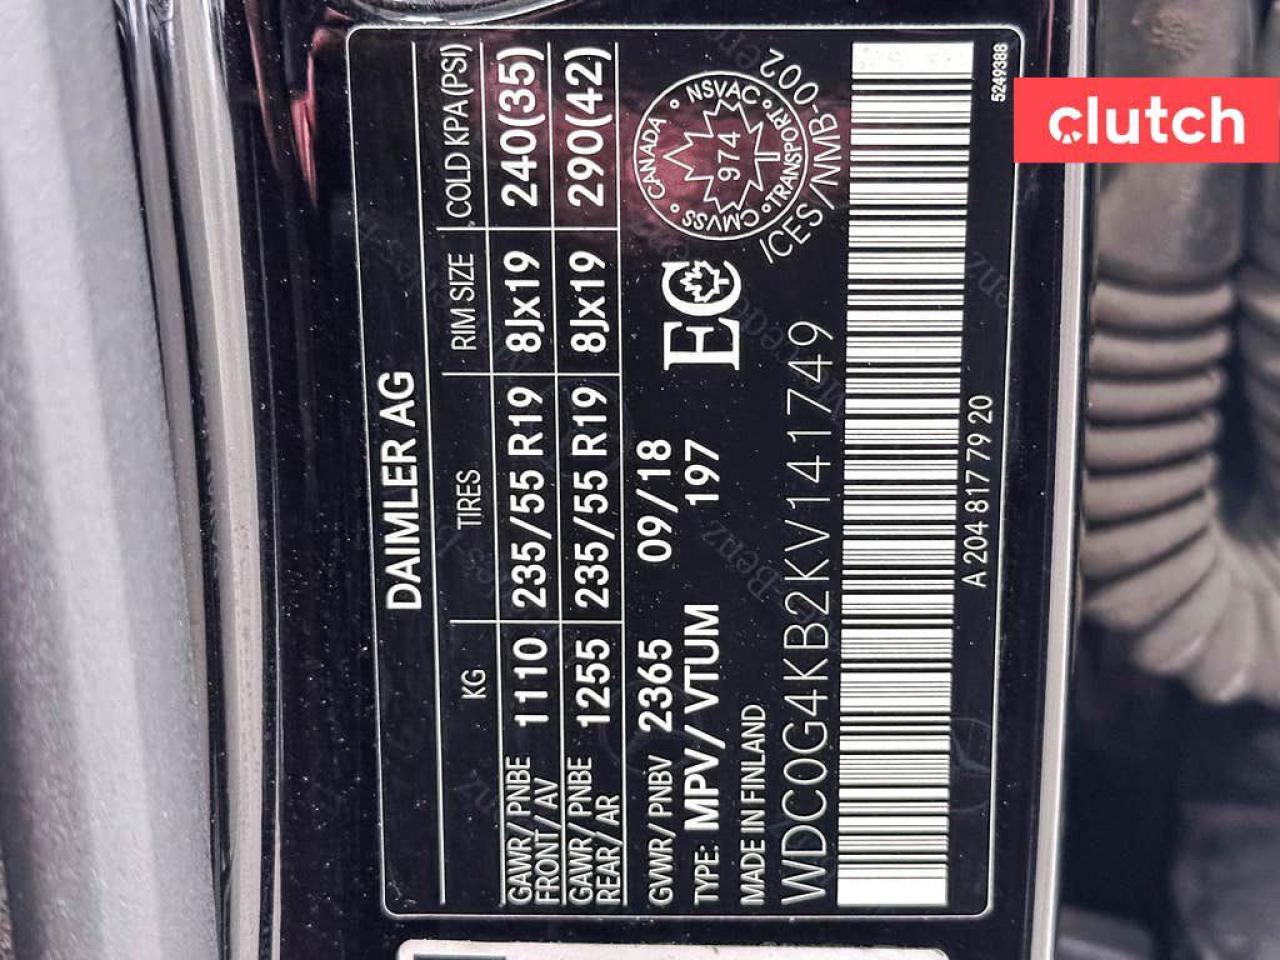 DAIMLER AG
KG TIRES RIM SIZE COLD KPA (PSI)
GAWR / PNBE FRONT / AV 1110 235/55 R19 8Jx19 240(35)
GAWR / PNBE REAR / AR 1255 235/55 R19 8Jx19 290(42)
GVWR / PNBV 2365 09/18
TYPE: MPV/VTUM 197
EC
CANADA • NSVAC • TRANSPORT • CMVSS •
974
MADE IN FINLAND
/CES/NMB-002
WDC0G4KB2KV141749
A 204 817 79 20
5249388
clutch